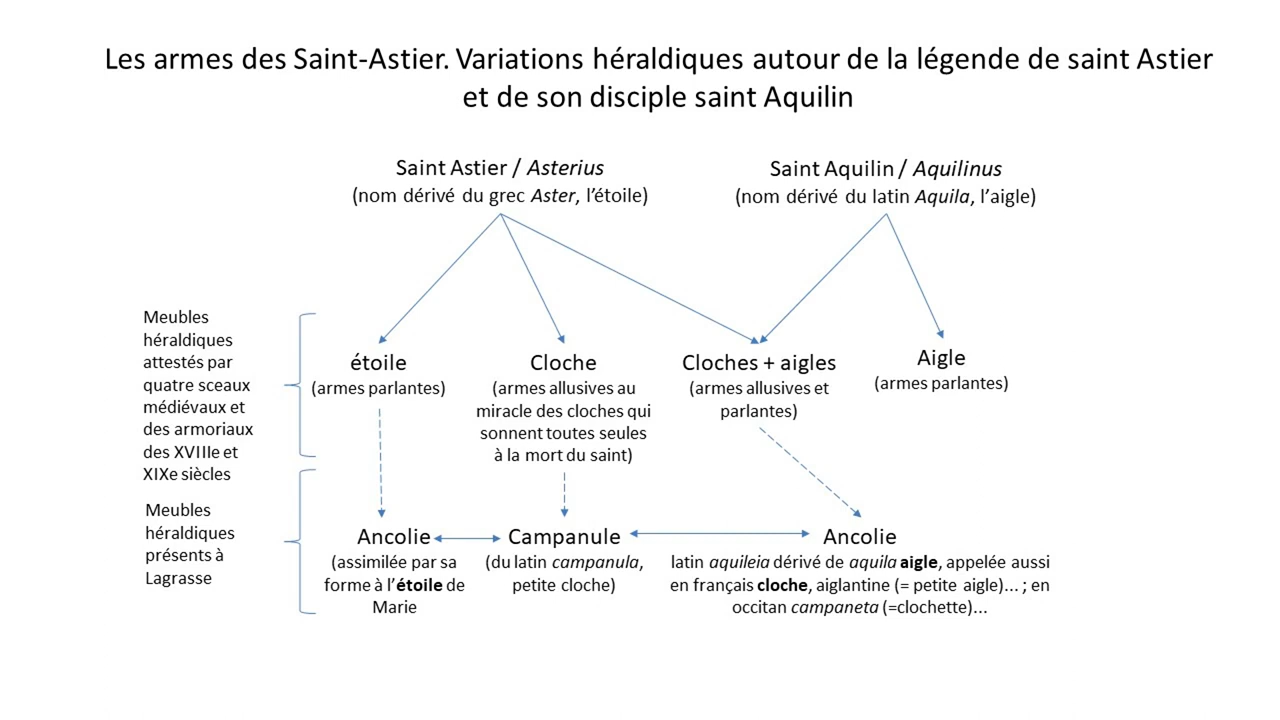 Les armes des Saint-Astier. Variations héraldiques autour de la légende de saint Astier
et de son disciple saint Aquilin
Saint Astier / Asterius
(nom dérivé du grec Aster, l'étoile)
Saint Aquilin / Aquilinus
(nom dérivé du latin Aquila, l'aigle)
Meubles
héraldiques
attestés par
quatre sceaux
médiévaux et
des armoriaux
des XVIIIe et
XIXe siècles
étoile
(armes parlantes)
Cloche
(armes allusives au
miracle des cloches qui
sonnent toutes seules
à la mort du saint)
Cloches + aigles
(armes allusives et
parlantes)
Aigle
(armes parlantes)
Meubles
héraldiques
présents à
Lagrasse
Ancolie
(assimilée par sa
forme à l'étoile de
Marie
Campanule
(du latin campanula,
petite cloche)
Ancolie
latin aquileia dérivé de aquila aigle, appelée aussi
en français cloche, aiglantine (= petite aigle)... ; en
occitan campaneta (=clochette)...